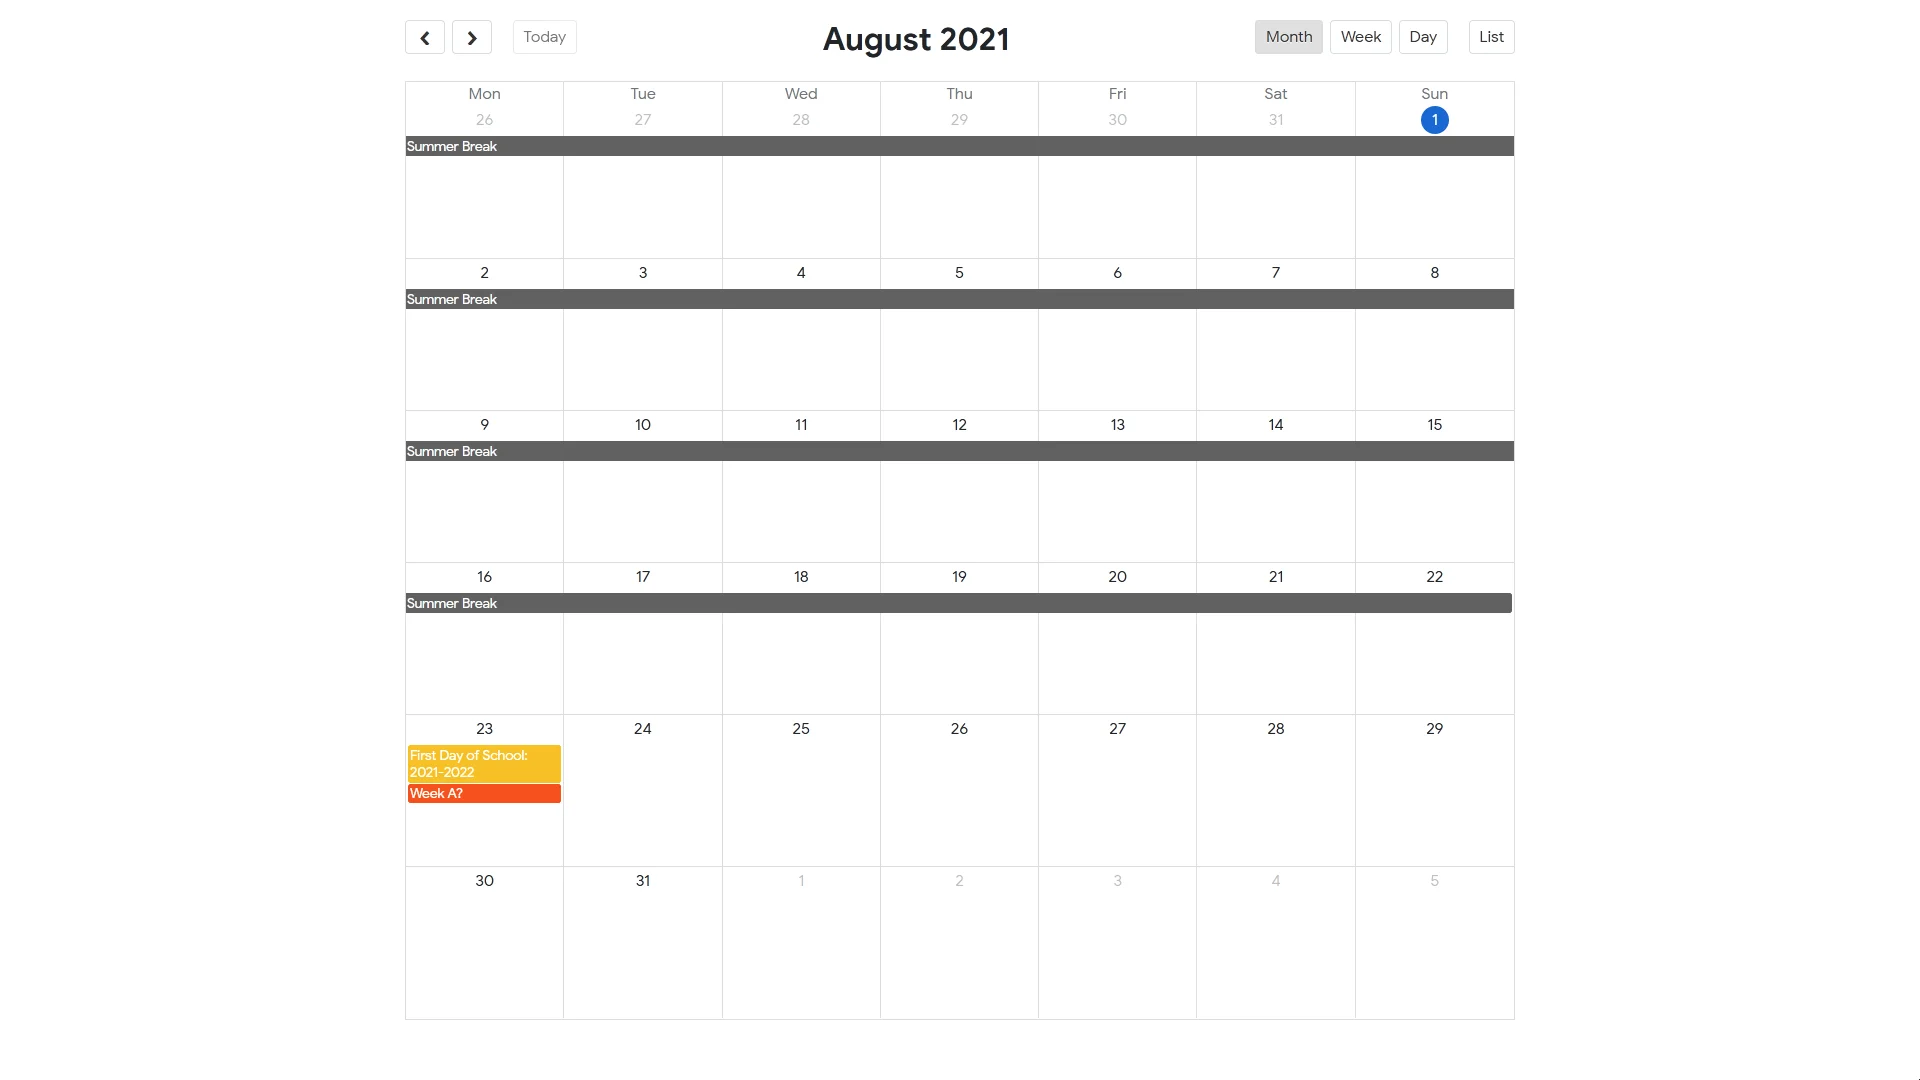 Today
August 2021
Month Week Day List
Mon Tue Wed Thu Fri Sat Sun
26 27 28 29 30 31 1
Summer Break
2 3 4 5 6 7 8
Summer Break
9 10 11 12 13 14 15
Summer Break
16 17 18 19 20 21 22
Summer Break
23 24 25 26 27 28 29
First Day of School:
2021-2022
Week A?
30 31 1 2 3 4 5